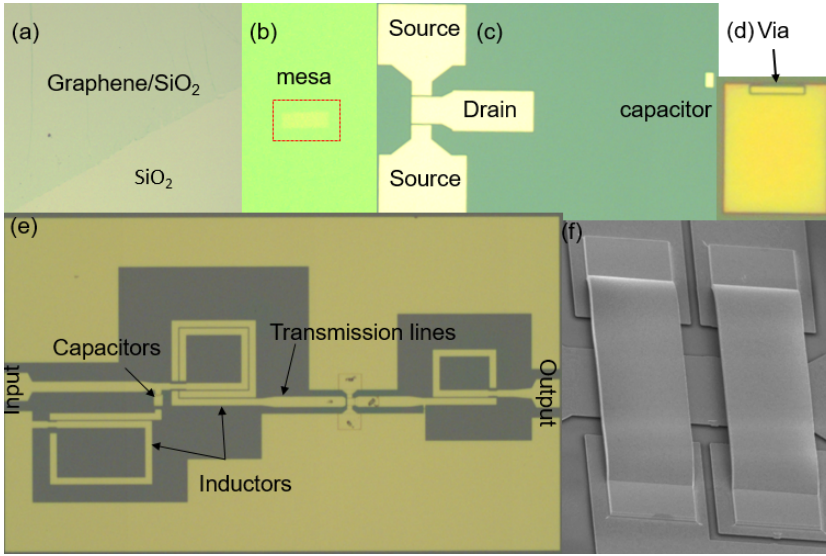 (a)
Graphene/SiO₂
SiO₂
(b)
mesa
Source
(c)
Drain
Source
capacitor
(d) Via
(e)
Input
Capacitors
Transmission lines
Inductors
Output
(f)